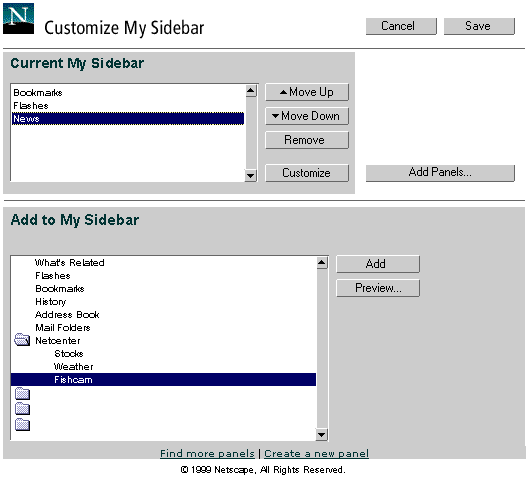 N
Customize My Sidebar
Cancel
Save
Current My Sidebar
Bookmarks
Flashes
News
Move Up
Move Down
Remove
Customize
Add Panels...
Add to My Sidebar
What's Related
Flashes
Bookmarks
History
Address Book
Mail Folders
Netcenter
Stocks
Weather
Fishcam
Add
Preview...
Find more panels | Create a new panel
© 1999 Netscape, All Rights Reserved.